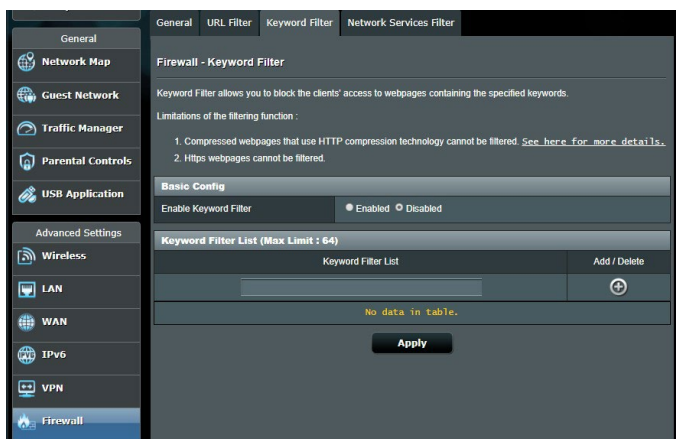 General
URL Filter
Keyword Filter
Network Services Filter
General
Network Map
Guest Network
Traffic Manager
Parental Controls
USB Application
Advanced Settings
Wireless
LAN
WAN
IPv6
VPN
Firewall
Firewall - Keyword Filter
Keyword Filter allows you to block the clients' access to webpages containing the specified keywords.
Limitations of the filtering function :
1. Compressed webpages that use HTTP compression technology cannot be filtered. See here for more details.
2. Https webpages cannot be filtered.
Basic Config
Enable Keyword Filter
Enabled Disabled
Keyword Filter List (Max Limit : 64)
Keyword Filter List
Add / Delete
No data in table.
Apply